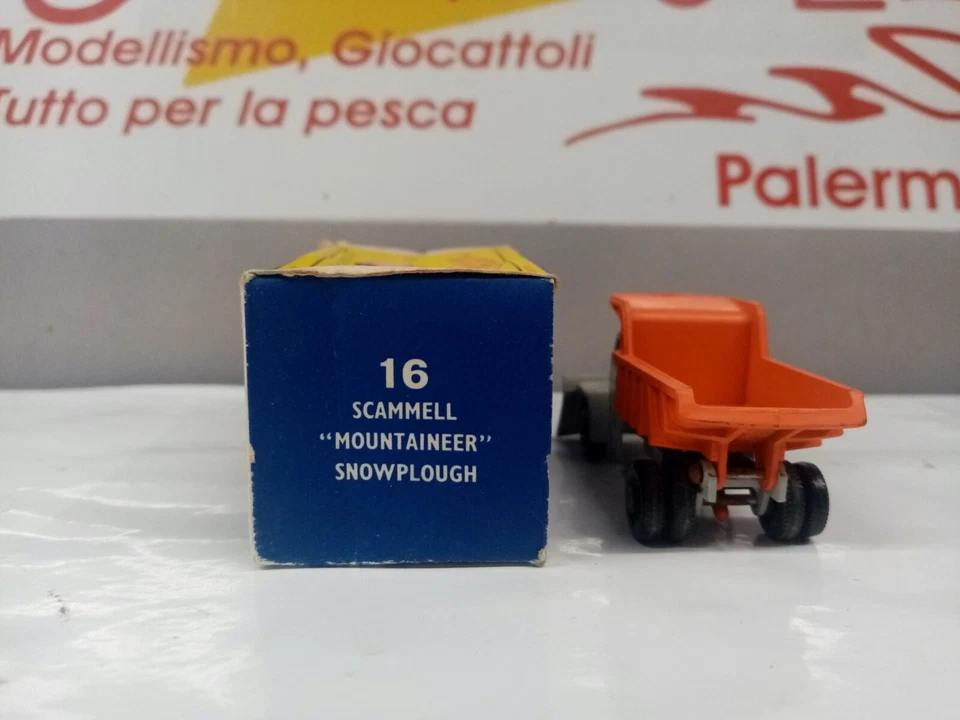 Modellismo, Giocattoli
Tutto per la pesca
Palerm
16
SCAMMELL
“MOUNTAINEER”
SNOWPLOUGH